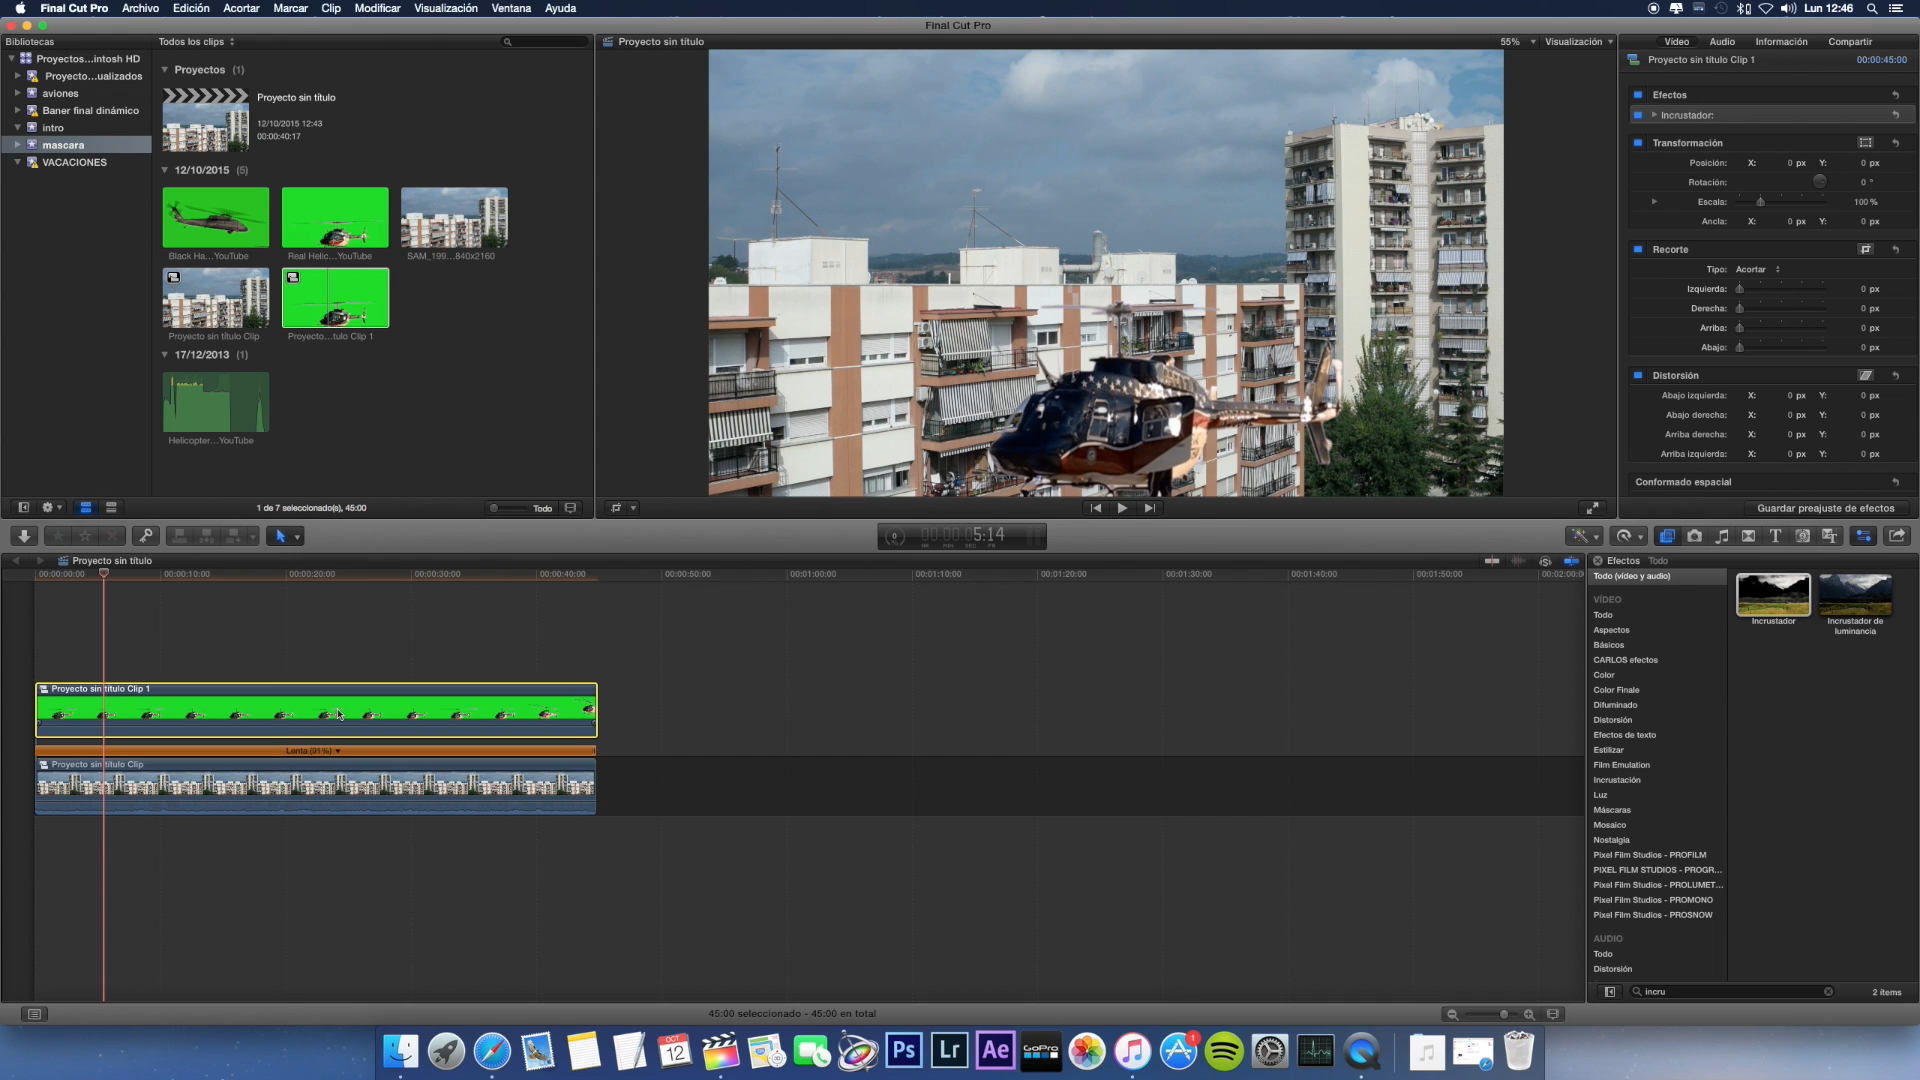 Final Cut Pro Archivo Edición Acortar Marcar Clip Modificar Visualización Ventana Ayuda Lun 12:46
Final Cut Pro
Bibliotecas
Proyectos…intosh HD
Proyecto…ualizados
aviones
Baner final dinámico
intro
mascara
VACACIONES
Todos los clips
Proyectos (1)
Proyecto sin título
12/10/2015 12:43
00:00:40:17
12/10/2015 (5)
Black Ha…YouTube
Real Helic…YouTube
SAM_199…840x2160
Proyecto sin título Clip
Proyecto…tulo Clip 1
17/12/2013 (1)
Helicopter…YouTube
1 de 7 seleccionado(s), 45:00
Todo
Proyecto sin título
55%
Visualización
Vídeo Audio Información Compartir
Proyecto sin título Clip 1 00:00:45:00
Efectos
Incrustador:
Transformación
Posición: X: 0 px Y: 0 px
Rotación: 0 °
Escala: 100 %
Ancla: X: 0 px Y: 0 px
Recorte
Tipo: Acortar
Izquierda: 0 px
Derecha: 0 px
Arriba: 0 px
Abajo: 0 px
Distorsión
Abajo izquierda: X: 0 px Y: 0 px
Abajo derecha: X: 0 px Y: 0 px
Arriba derecha: X: 0 px Y: 0 px
Arriba izquierda: X: 0 px Y: 0 px
Conformado espacial
Guardar preajuste de efectos
00:00:05:14
HR MIN SEC FR
Proyecto sin título
00:00:00:00 00:00:10:00 00:00:20:00 00:00:30:00 00:00:40:00 00:00:50:00 00:01:00:00 00:01:10:00 00:01:20:00 00:01:30:00 00:01:40:00 00:01:50:00 00:02:00:00
Proyecto sin título Clip 1
Lenta (91%)
Proyecto sin título Clip
Efectos Todo
Todo (vídeo y audio)
VÍDEO
Todo
Aspectos
Básicos
CARLOS efectos
Color
Color Finale
Difuminado
Distorsión
Efectos de texto
Estilizar
Film Emulation
Incrustación
Luz
Máscaras
Mosaico
Nostalgia
Pixel Film Studios - PROFILM
PIXEL FILM STUDIOS - PROGR…
Pixel Film Studios - PROLUMET…
Pixel Film Studios - PROMONO
Pixel Film Studios - PROSNOW
AUDIO
Todo
Distorsión
Incrustador
Incrustador de
luminancia
incru
2 ítems
45:00 seleccionado - 45:00 en total
OCT
12
Ps
Lr
Ae
GoPro
1